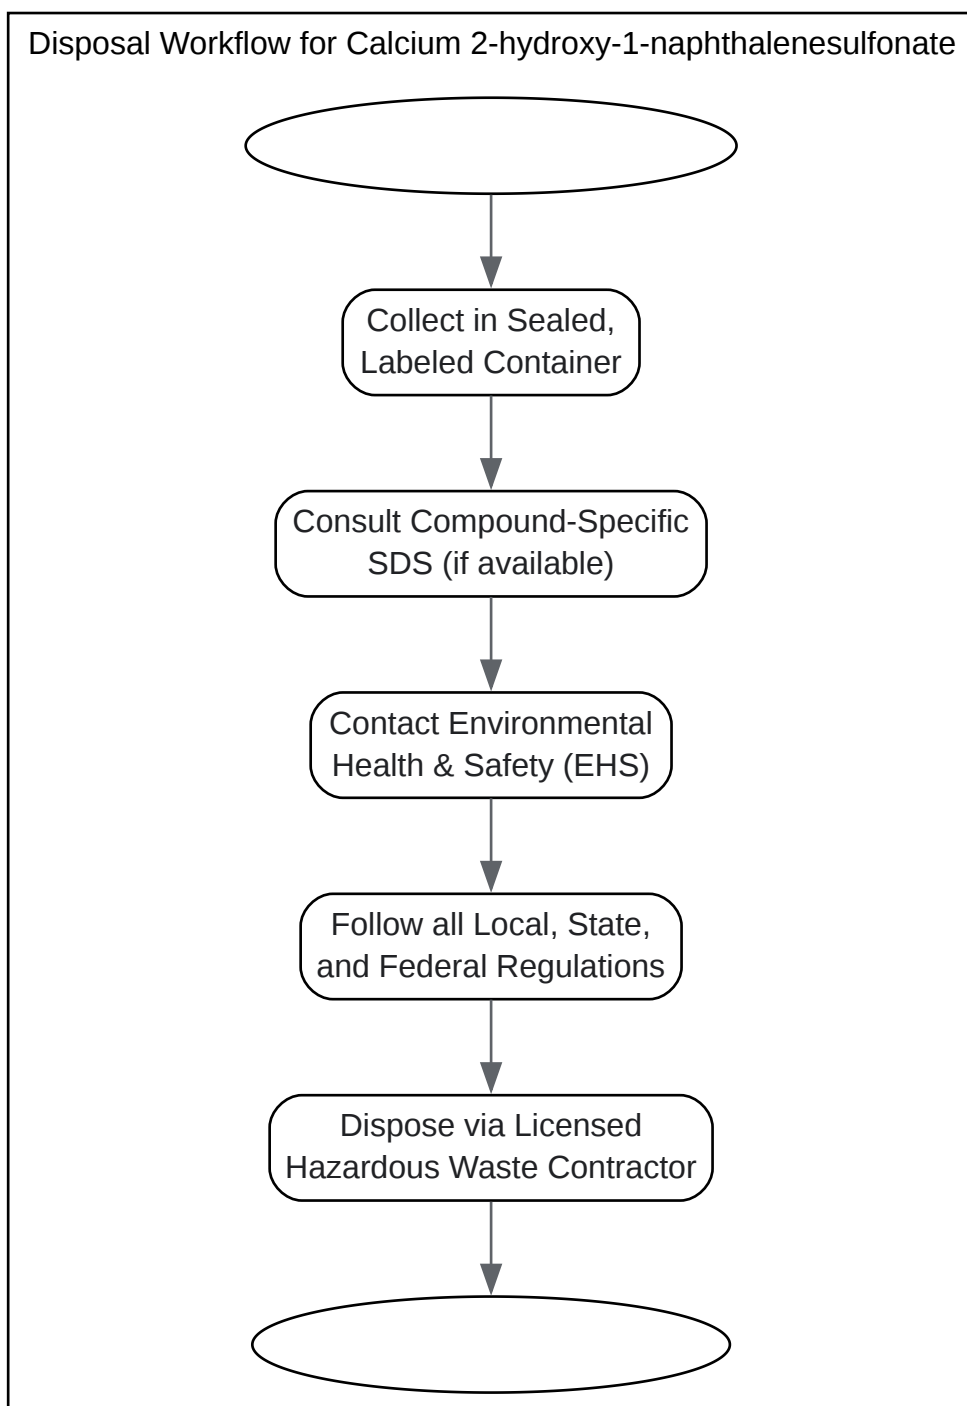 Disposal Workflow for Calcium 2-hydroxy-1-naphthalenesulfonate
Collect in Sealed,
Labeled Container
Consult Compound-Specific
SDS (if available)
Contact Environmental
Health & Safety (EHS)
Follow all Local, State,
and Federal Regulations
Dispose via Licensed
Hazardous Waste Contractor